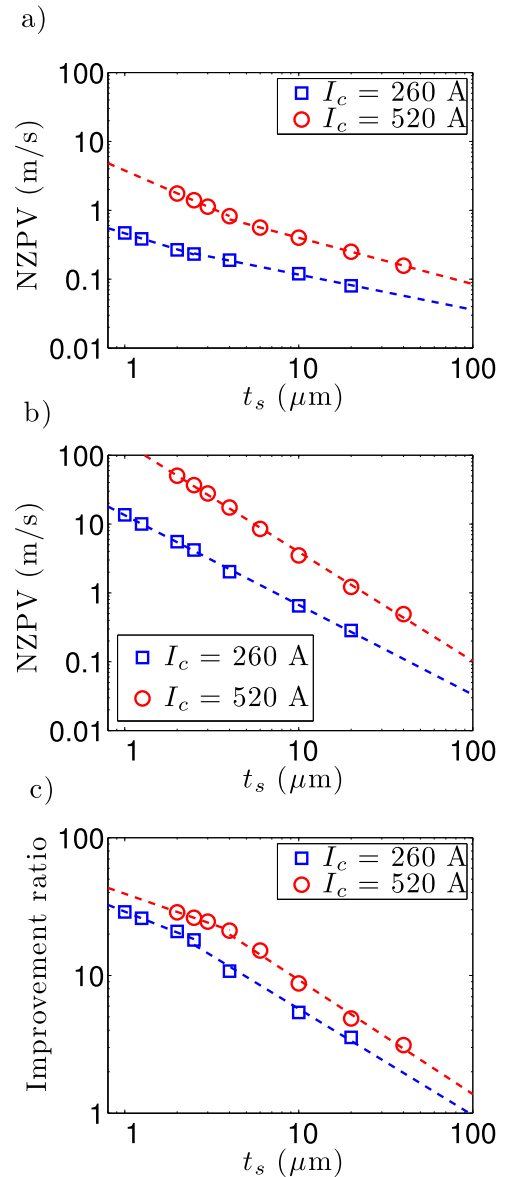 a)
100
10
1
0.1
0.01
NZPV (m/s)
I_c = 260 A
I_c = 520 A
1
10
100
t_s (μm)
b)
100
10
1
0.1
0.01
NZPV (m/s)
I_c = 260 A
I_c = 520 A
1
10
100
t_s (μm)
c)
100
10
1
Improvement ratio
I_c = 260 A
I_c = 520 A
1
10
100
t_s (μm)